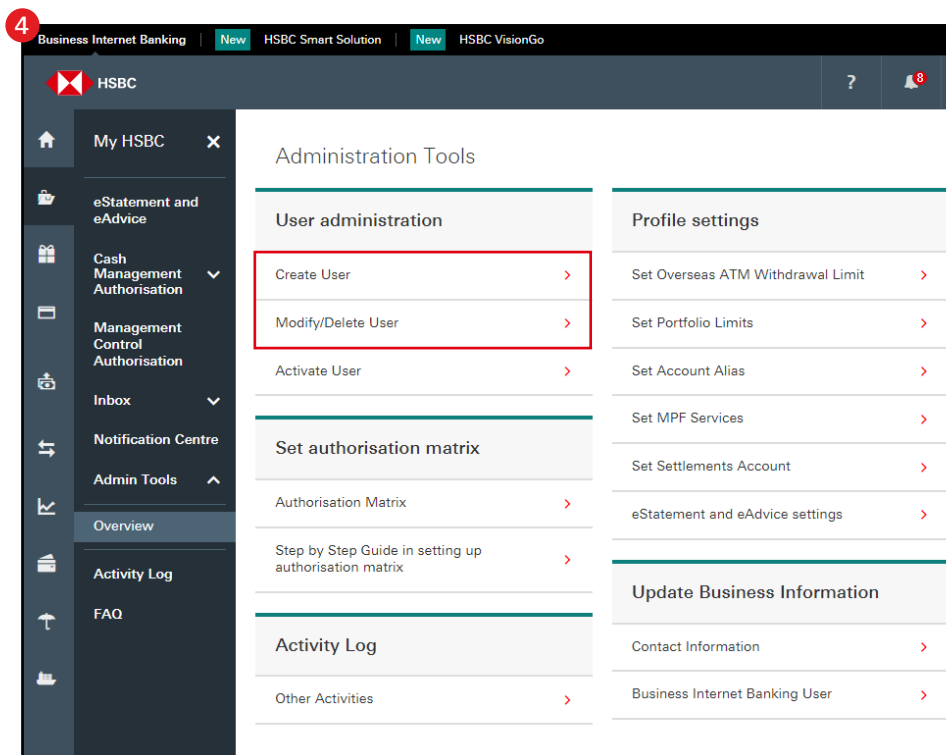 4
Business Internet Banking | New HSBC Smart Solution | New HSBC VisionGo
HSBC
?
8
My HSBC
eStatement and
eAdvice
Cash
Management
Authorisation
Management
Control
Authorisation
Inbox
Notification Centre
Admin Tools
Overview
Activity Log
FAQ
Administration Tools
User administration
Create User
Modify/Delete User
Activate User
Set authorisation matrix
Authorisation Matrix
Step by Step Guide in setting up
authorisation matrix
Activity Log
Other Activities
Profile settings
Set Overseas ATM Withdrawal Limit
Set Portfolio Limits
Set Account Alias
Set MPF Services
Set Settlements Account
eStatement and eAdvice settings
Update Business Information
Contact Information
Business Internet Banking User